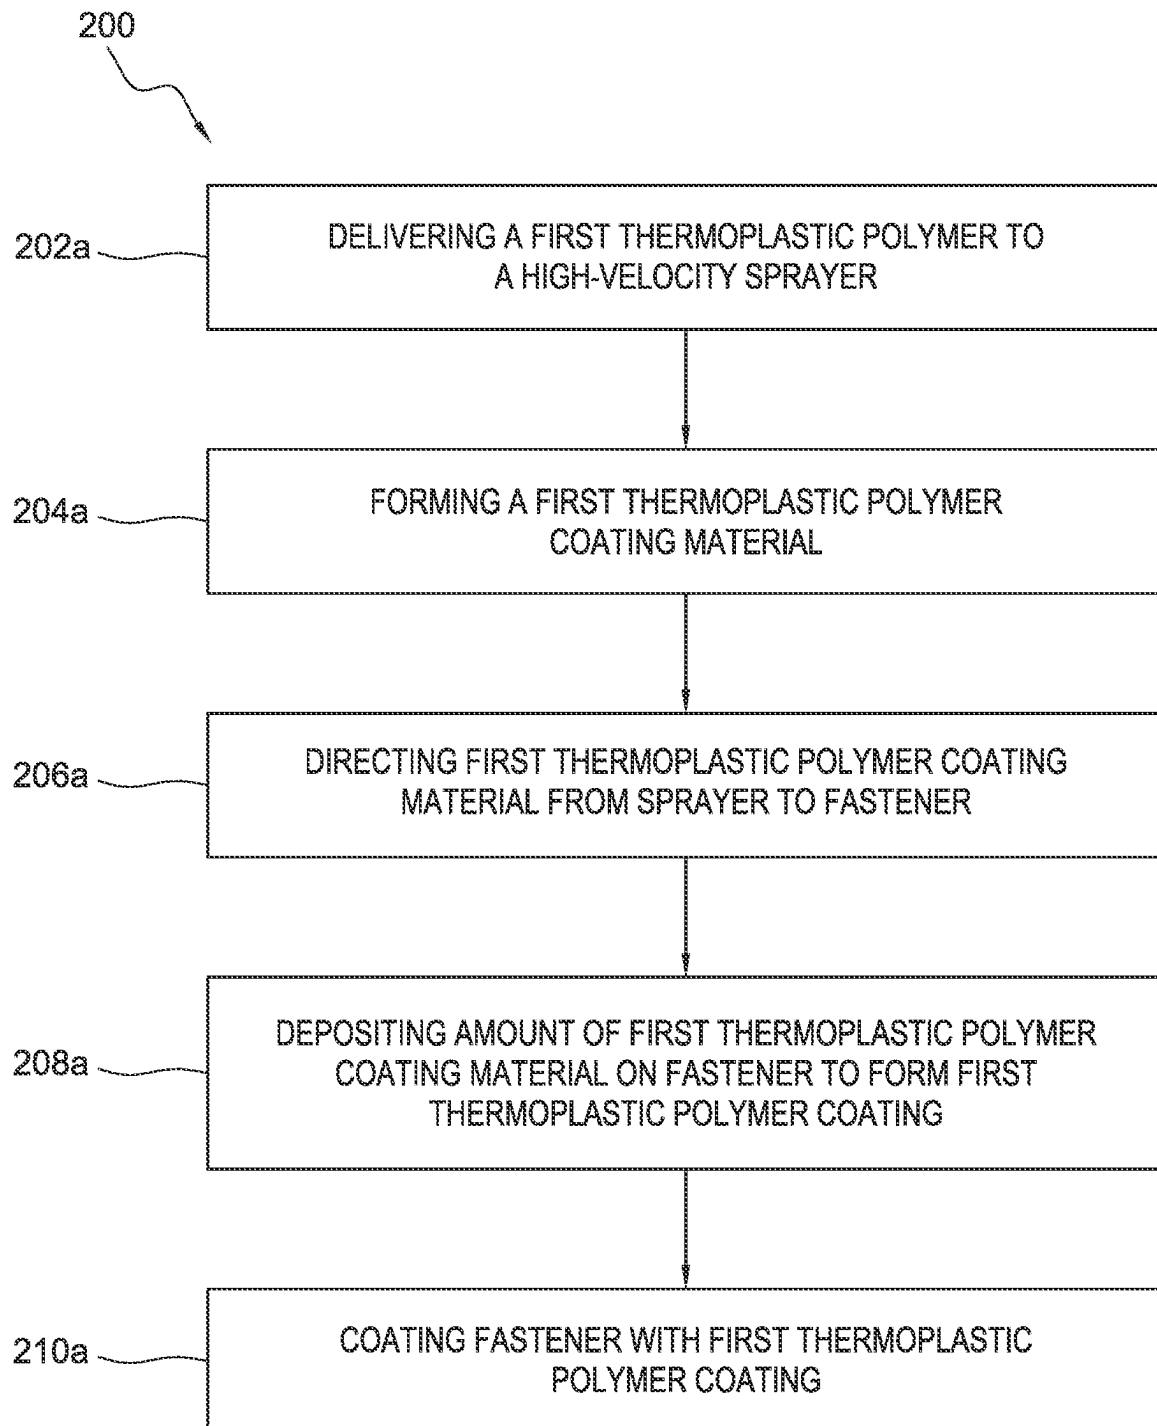 200
202a
DELIVERING A FIRST THERMOPLASTIC POLYMER TO
A HIGH-VELOCITY SPRAYER
204a
FORMING A FIRST THERMOPLASTIC POLYMER
COATING MATERIAL
206a
DIRECTING FIRST THERMOPLASTIC POLYMER COATING
MATERIAL FROM SPRAYER TO FASTENER
208a
DEPOSITING AMOUNT OF FIRST THERMOPLASTIC POLYMER
COATING MATERIAL ON FASTENER TO FORM FIRST
THERMOPLASTIC POLYMER COATING
210a
COATING FASTENER WITH FIRST THERMOPLASTIC
POLYMER COATING